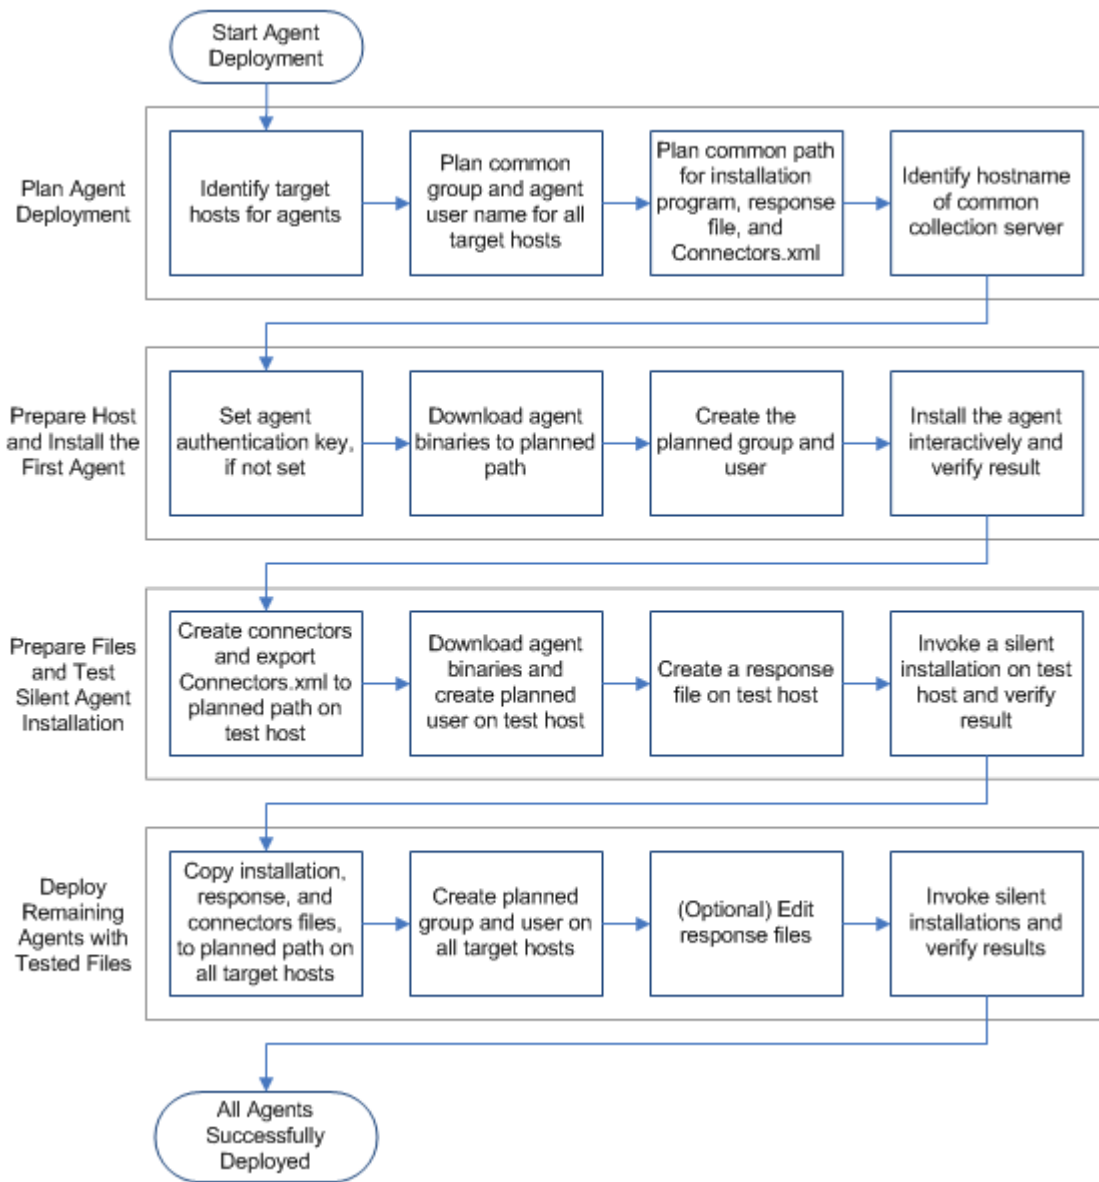 Start Agent
Deployment
Plan Agent
Deployment
Identify target
hosts for agents
Plan common
group and agent
user name for all
target hosts
Plan common path
for installation
program, response
file, and
Connectors.xml
Identify hostname
of common
collection server
Prepare Host
and Install the
First Agent
Set agent
authentication key,
if not set
Download agent
binaries to planned
path
Create the
planned group and
user
Install the agent
interactively and
verify result
Prepare Files
and Test
Silent Agent
Installation
Create connectors
and export
Connectors.xml to
planned path on
test host
Download agent
binaries and
create planned
user on test host
Create a response
file on test host
Invoke a silent
installation on test
host and verify
result
Deploy
Remaining
Agents with
Tested Files
Copy installation,
response, and
connectors files,
to planned path on
all target hosts
Create planned
group and user on
all target hosts
(Optional) Edit
response files
Invoke silent
installations and
verify results
All Agents
Successfully
Deployed